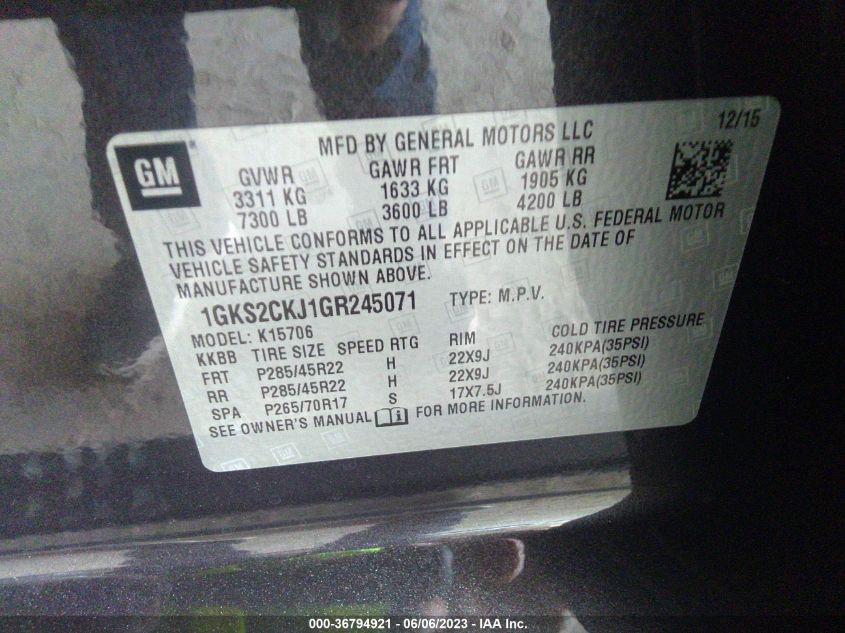 12/15
MFD BY GENERAL MOTORS LLC
GM
GVWR GAWR FRT GAWR RR
3311 KG 1633 KG 1905 KG
7300 LB 3600 LB 4200 LB
THIS VEHICLE CONFORMS TO ALL APPLICABLE U.S. FEDERAL MOTOR
VEHICLE SAFETY STANDARDS IN EFFECT ON THE DATE OF
MANUFACTURE SHOWN ABOVE.
1GKS2CKJ1GR245071 TYPE: M.P.V.
MODEL: K15706
KKBB TIRE SIZE SPEED RTG RIM COLD TIRE PRESSURE
FRT P285/45R22 H 22X9J 240KPA(35PSI)
RR P285/45R22 H 22X9J 240KPA(35PSI)
SPA P265/70R17 S 17X7.5J 240KPA(35PSI)
SEE OWNER'S MANUAL i FOR MORE INFORMATION.
000-36794921 - 06/06/2023 - IAA Inc.